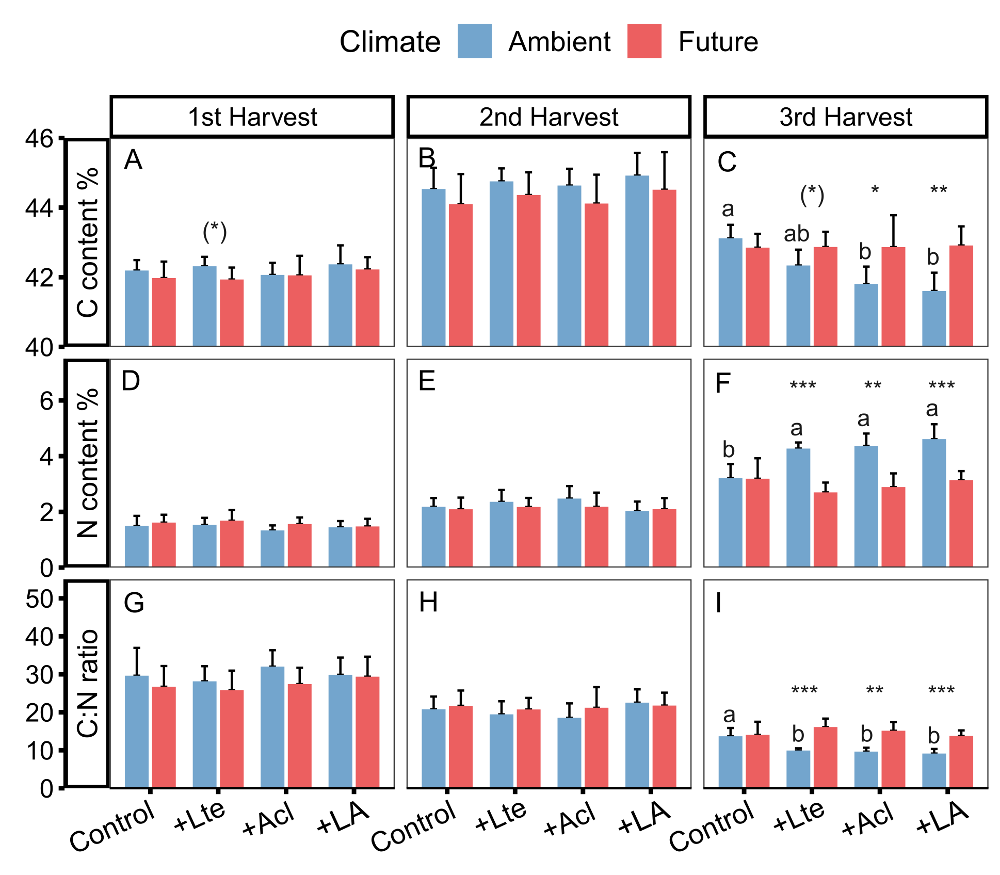 Climate Ambient Future
1st Harvest 2nd Harvest 3rd Harvest
C content %
46
44
42
40
A
(*)
B
C
(*) * **
a
ab
b
b
N content %
6
4
2
0
D
E
F
*** ** ***
b
a
a
a
C:N ratio
50
40
30
20
10
0
G
H
I
*** ** ***
a
b
b
b
Control +Lte +Acl +LA Control +Lte +Acl +LA Control +Lte +Acl +LA